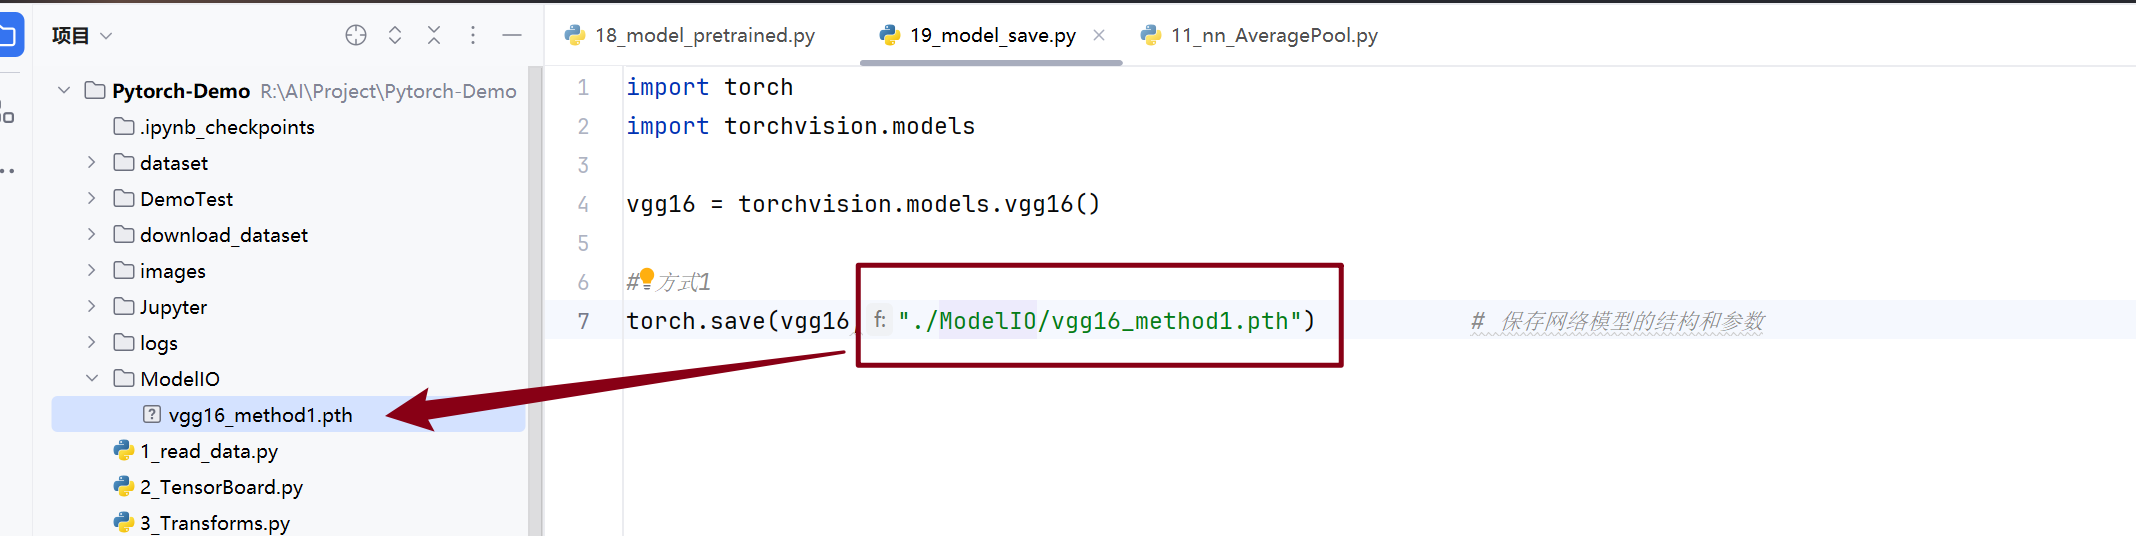 项目
Pytorch-Demo R:\AI\Project\Pytorch-Demo
.ipynb_checkpoints
dataset
DemoTest
download_dataset
images
Jupyter
logs
ModelIO
vgg16_method1.pth
1_read_data.py
2_TensorBoard.py
3_Transforms.py
18_model_pretrained.py 19_model_save.py 11_nn_AveragePool.py
1 import torch
2 import torchvision.models
3
4 vgg16 = torchvision.models.vgg16()
5
6 # 方式1
7 torch.save(vgg16, f: "./ModelIO/vgg16_method1.pth") # 保存网络模型的结构和参数